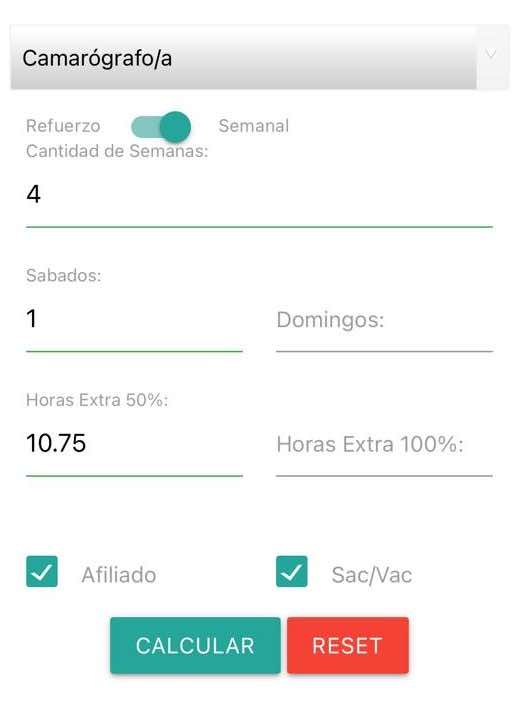 Camarógrafo/a
Refuerzo Semanal
Cantidad de Semanas:
4
Sabados:
1 Domingos:
Horas Extra 50%:
10.75 Horas Extra 100%:
Afiliado Sac/Vac
CALCULAR RESET